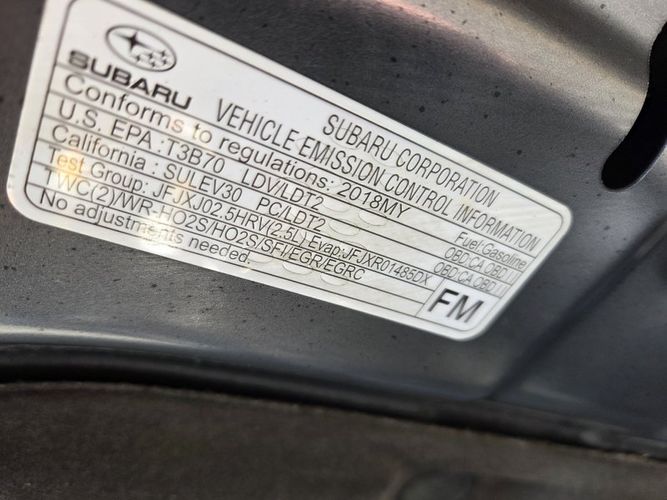 SUBARU
SUBARU CORPORATION
VEHICLE EMISSION CONTROL INFORMATION
Conforms to regulations: 2018MY Fuel:Gasoline
U.S. EPA :T3B70 LDV/LDT2 OBD:CA OBD II
California : SULEV30 PC/LDT2 OBD:CA OBD II
Test Group: JFJXJ02.5HRV(2.5L) Evap:JFJXR01485DX
TWC(2)/WR-HO2S/HO2S/SFI/EGR/EGRC
No adjustments needed.
FM